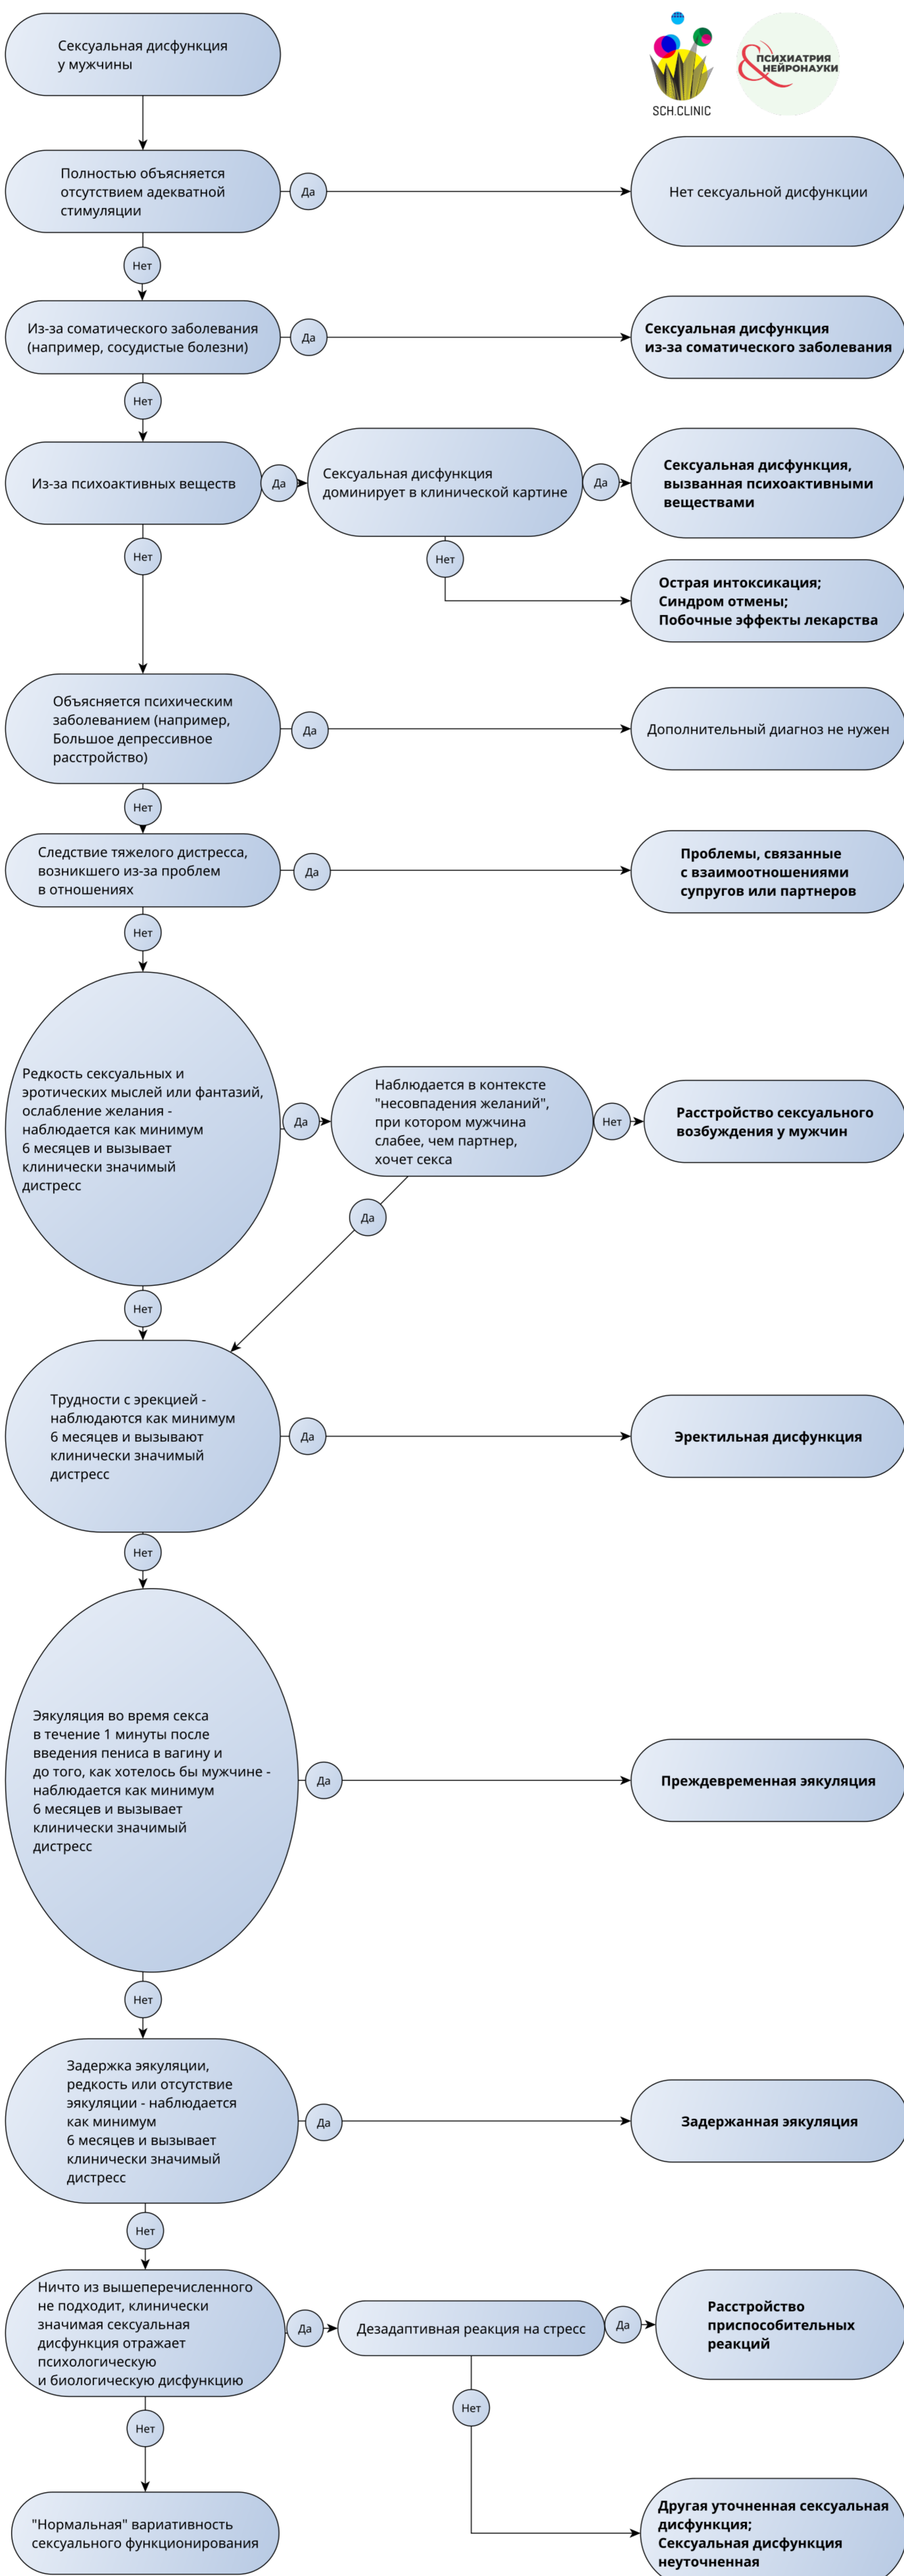 Сексуальная дисфункция
у мужчины
SCH.CLINIC
ПСИХИАТРИЯ
& НЕЙРОНАУКИ
Полностью объясняется
отсутствием адекватной
стимуляции
Да
Нет сексуальной дисфункции
Нет
Из-за соматического заболевания
(например, сосудистые болезни)
Да
Сексуальная дисфункция
из-за соматического заболевания
Нет
Из-за психоактивных веществ
Да
Сексуальная дисфункция
доминирует в клинической картине
Да
Сексуальная дисфункция,
вызванная психоактивными
веществами
Нет
Нет
Острая интоксикация;
Синдром отмены;
Побочные эффекты лекарства
Объясняется психическим
заболеванием (например,
Большое депрессивное
расстройство)
Да
Дополнительный диагноз не нужен
Нет
Следствие тяжелого дистресса,
возникшего из-за проблем
в отношениях
Да
Проблемы, связанные
с взаимоотношениями
супругов или партнеров
Нет
Редкость сексуальных и
эротических мыслей или фантазий,
ослабление желания -
наблюдается как минимум
6 месяцев и вызывает
клинически значимый
дистресс
Да
Наблюдается в контексте
"несовпадения желаний",
при котором мужчина
слабее, чем партнер,
хочет секса
Нет
Расстройство сексуального
возбуждения у мужчин
Да
Нет
Трудности с эрекцией -
наблюдаются как минимум
6 месяцев и вызывают
клинически значимый
дистресс
Да
Эректильная дисфункция
Нет
Эякуляция во время секса
в течение 1 минуты после
введения пениса в вагину и
до того, как хотелось бы мужчине -
наблюдается как минимум
6 месяцев и вызывает
клинически значимый
дистресс
Да
Преждевременная эякуляция
Нет
Задержка эякуляции,
редкость или отсутствие
эякуляции - наблюдается
как минимум
6 месяцев и вызывает
клинически значимый
дистресс
Да
Задержанная эякуляция
Нет
Ничто из вышеперечисленного
не подходит, клинически
значимая сексуальная
дисфункция отражает
психологическую
и биологическую дисфункцию
Да
Дезадаптивная реакция на стресс
Да
Расстройство
приспособительных
реакций
Нет
Нет
"Нормальная" вариативность
сексуального функционирования
Другая уточненная сексуальная
дисфункция;
Сексуальная дисфункция
неуточненная